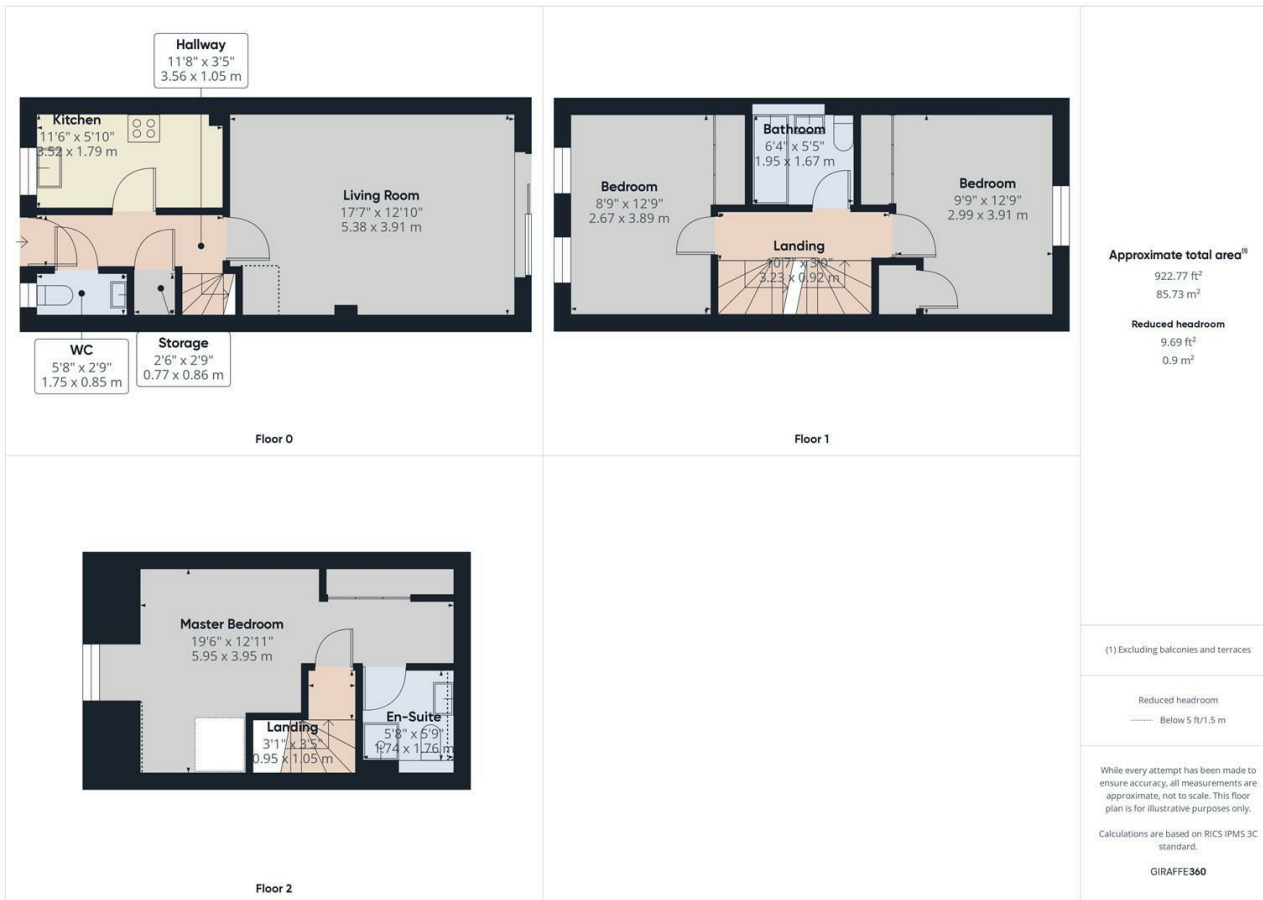 Hallway
11'8" x 3'5"
3.56 x 1.05 m
Kitchen
11'6" x 5'10"
3.52 x 1.79 m
Living Room
17'7" x 12'10"
5.38 x 3.91 m
WC
5'8" x 2'9"
1.75 x 0.85 m
Storage
2'6" x 2'9"
0.77 x 0.86 m
Floor 0
Bedroom
8'9" x 12'9"
2.67 x 3.89 m
Bathroom
6'4" x 5'5"
1.95 x 1.67 m
Bedroom
9'9" x 12'9"
2.99 x 3.91 m
Landing
10'7" x 3'0"
3.23 x 0.92 m
Floor 1
Master Bedroom
19'6" x 12'11"
5.95 x 3.95 m
Landing
3'1" x 3'5"
0.95 x 1.05 m
En-Suite
5'8" x 5'9"
1.74 x 1.76 m
Floor 2
Approximate total area⁽¹⁾
922.77 ft²
85.73 m²
Reduced headroom
9.69 ft²
0.9 m²
(1) Excluding balconies and terraces
Reduced headroom
Below 5 ft/1.5 m
While every attempt has been made to
ensure accuracy, all measurements are
approximate, not to scale. This floor
plan is for illustrative purposes only.
Calculations are based on RICS IPMS 3C
standard.
GIRAFFE360